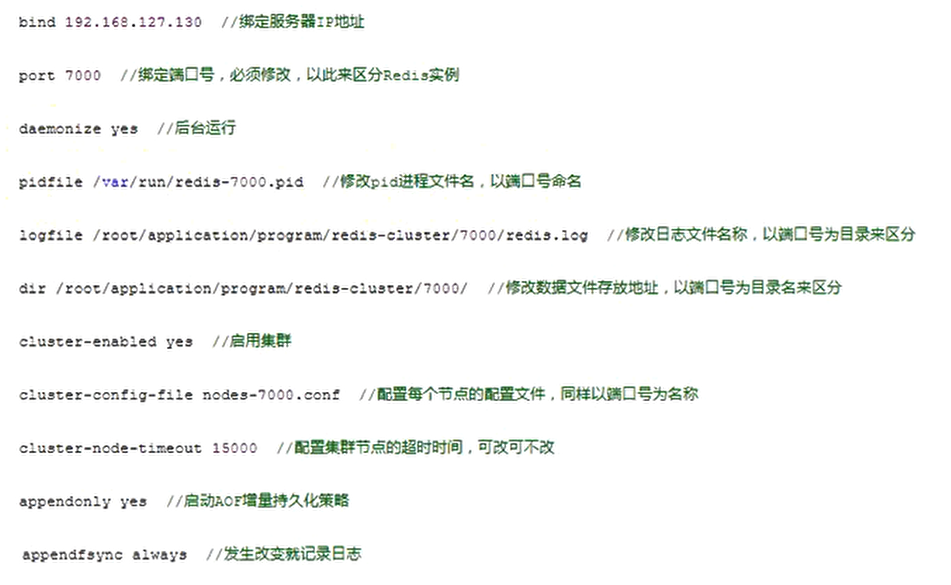 bind 192.168.127.130  //绑定服务器IP地址
port 7000  //绑定端口号，必须修改，以此来区分Redis实例
daemonize yes  //后台运行
pidfile /var/run/redis-7000.pid  //修改pid进程文件名，以端口号命名
logfile /root/application/program/redis-cluster/7000/redis.log  //修改日志文件名称，以端口号为目录来区分
dir /root/application/program/redis-cluster/7000/  //修改数据文件存放地址，以端口号为目录名来区分
cluster-enabled yes  //启用集群
cluster-config-file nodes-7000.conf  //配置每个节点的配置文件，同样以端口号为名称
cluster-node-timeout 15000  //配置集群节点的超时时间，可改可不改
appendonly yes  //启动AOF增量持久化策略
appendfsync always  //发生改变就记录日志